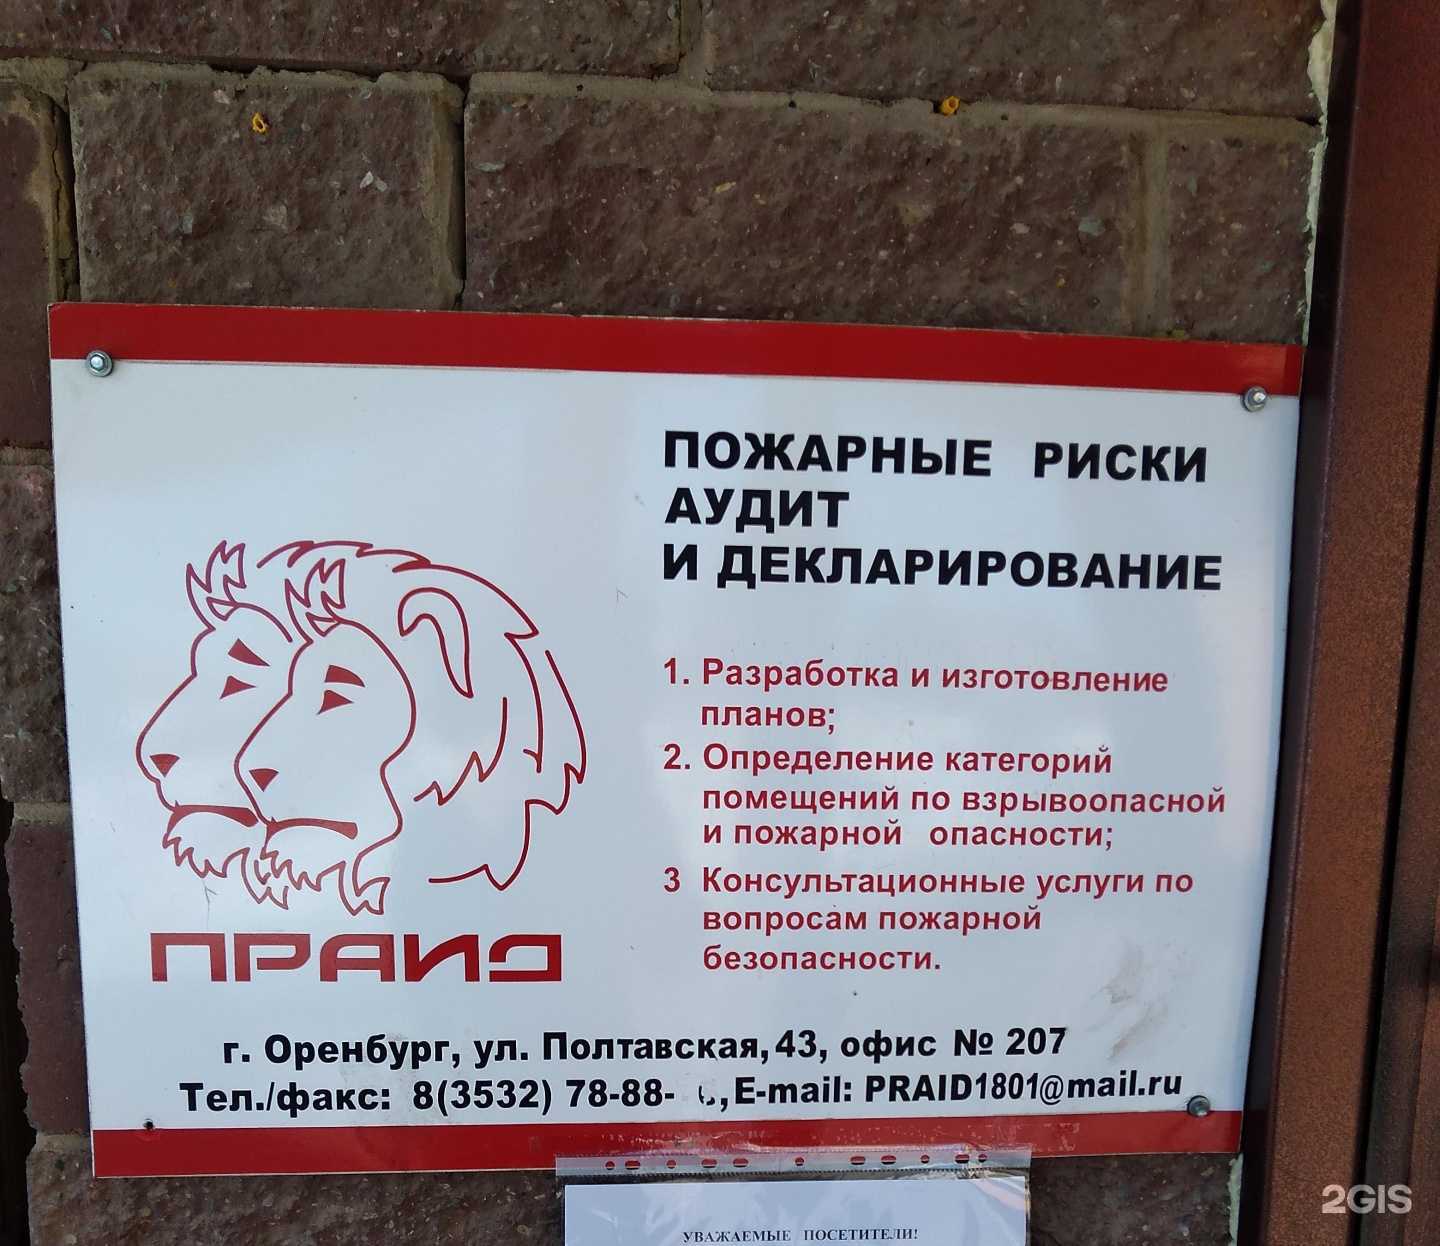 ПОЖАРНЫЕ РИСКИ
АУДИТ
И ДЕКЛАРИРОВАНИЕ
1. Разработка и изготовление
планов;
2. Определение категорий
помещений по взрывоопасной
и пожарной опасности;
3 Консультационные услуги по
вопросам пожарной
безопасности.
ПРАЙД
г. Оренбург, ул. Полтавская, 43, офис № 207
Тел./факс: 8(3532) 78-88- , E-mail: PRAID1801@mail.ru
УВАЖАЕМЫЕ ПОСЕТИТЕЛИ!
2GIS